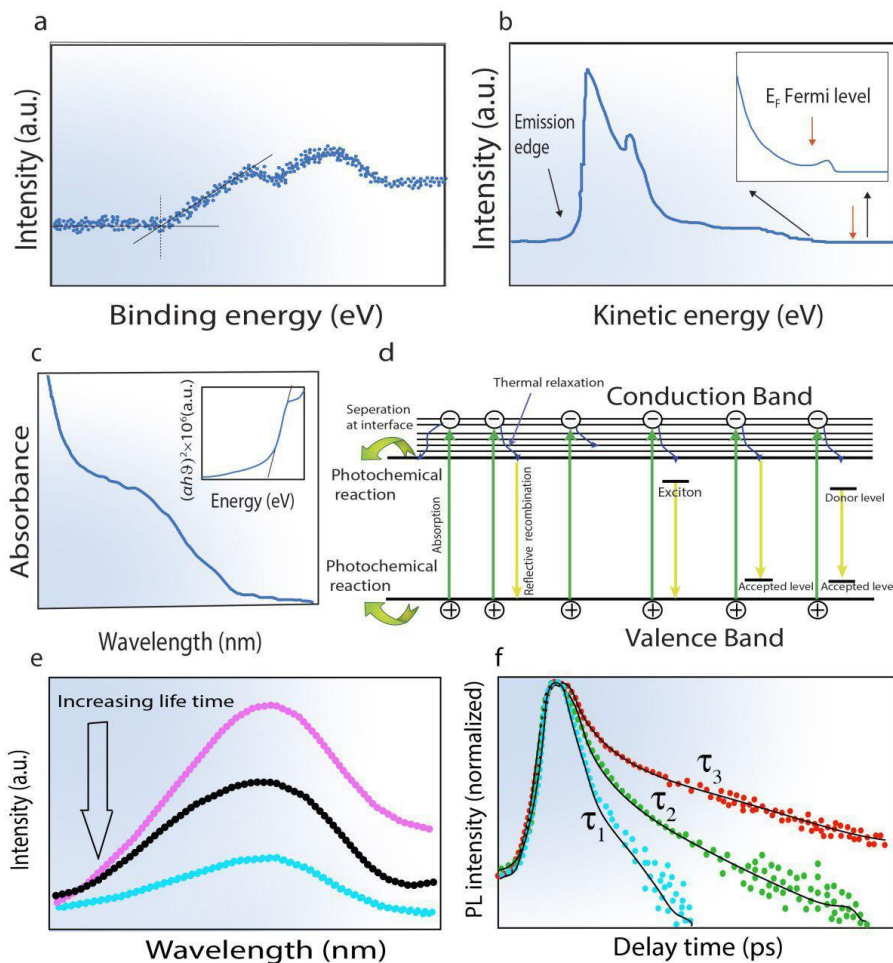 a
Intensity (a.u.)
Binding energy (eV)
b
Intensity (a.u.)
Emission
edge
E_F Fermi level
Kinetic energy (eV)
c
Absorbance
(αhϑ)²×10⁶(a.u.)
Energy (eV)
Wavelength (nm)
d
Thermal relaxation
Conduction Band
Seperation
at interface
Photochemical
reaction
Absorption
Reflective recombination
Exciton
Donor level
Photochemical
reaction
Accepted level
Accepted level
Valence Band
e
Increasing life time
Intensity (a.u.)
Wavelength (nm)
f
PL intensity (normalized)
τ₃
τ₂
τ₁
Delay time (ps)